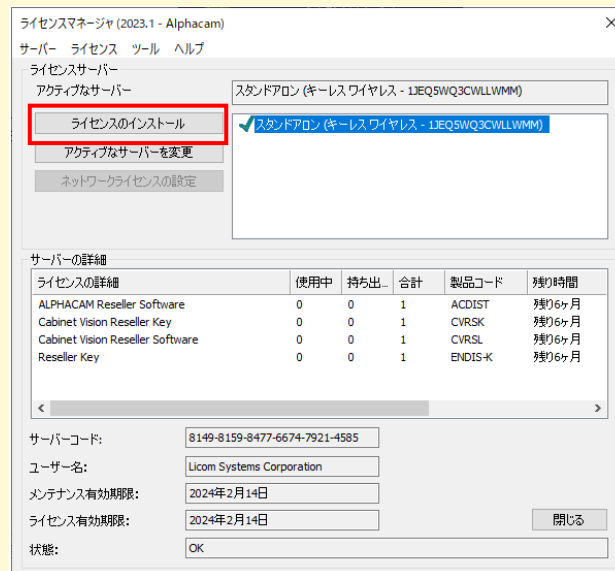 ライセンスマネージャ (2023.1 - Alphacam)
サーバー ライセンス ツール ヘルプ
ライセンスサーバー
アクティブなサーバー スタンドアロン (キーレス ワイヤレス - 1JEQ5WQ3CWLLWMM)
ライセンスのインストール スタンドアロン (キーレス ワイヤレス - 1JEQ5WQ3CWLLWMM)
アクティブなサーバーを変更
ネットワークライセンスの設定
サーバーの詳細
ライセンスの詳細 使用中 持ち出... 合計 製品コード 残り時間
ALPHACAM Reseller Software 0 0 1 ACDIST 残り6ヶ月
Cabinet Vision Reseller Key 0 0 1 CVRSK 残り6ヶ月
Cabinet Vision Reseller Software 0 0 1 CVRSL 残り6ヶ月
Reseller Key 0 0 1 ENDIS-K 残り6ヶ月
サーバーコード: 8149-8159-8477-6674-7921-4585
ユーザー名: Licom Systems Corporation
メンテナンス有効期限: 2024年2月14日
ライセンス有効期限: 2024年2月14日 閉じる
状態: OK